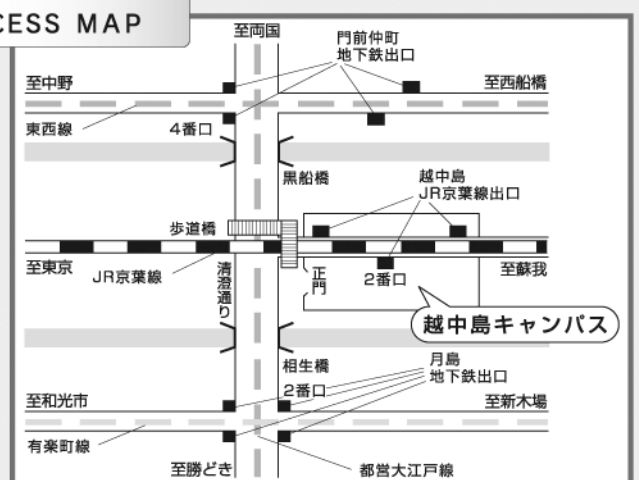 CESS MAP
至両国
門前仲町
地下鉄出口
至中野
至西船橋
東西線
4番口
黒船橋
越中島
JR京葉線出口
歩道橋
至東京
JR京葉線
清澄通り
正門
2番口
至蘇我
越中島キャンパス
相生橋
月島
地下鉄出口
2番口
至和光市
至新木場
有楽町線
至勝どき
都営大江戸線